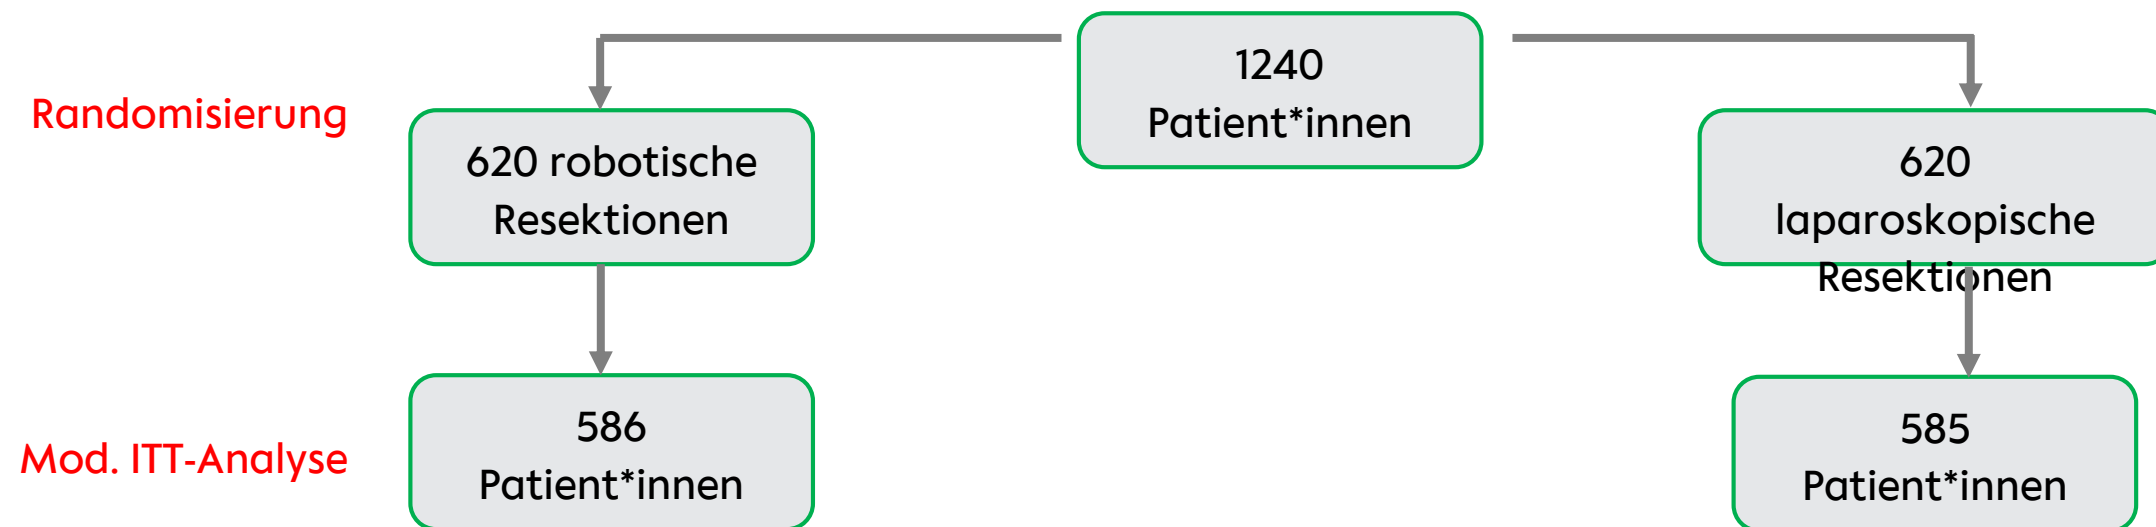 1240
Patient*innen
Randomisierung
620 robotische
Resektionen
620
laparoskopische
Resektionen
Mod. ITT-Analyse
586
Patient*innen
585
Patient*innen